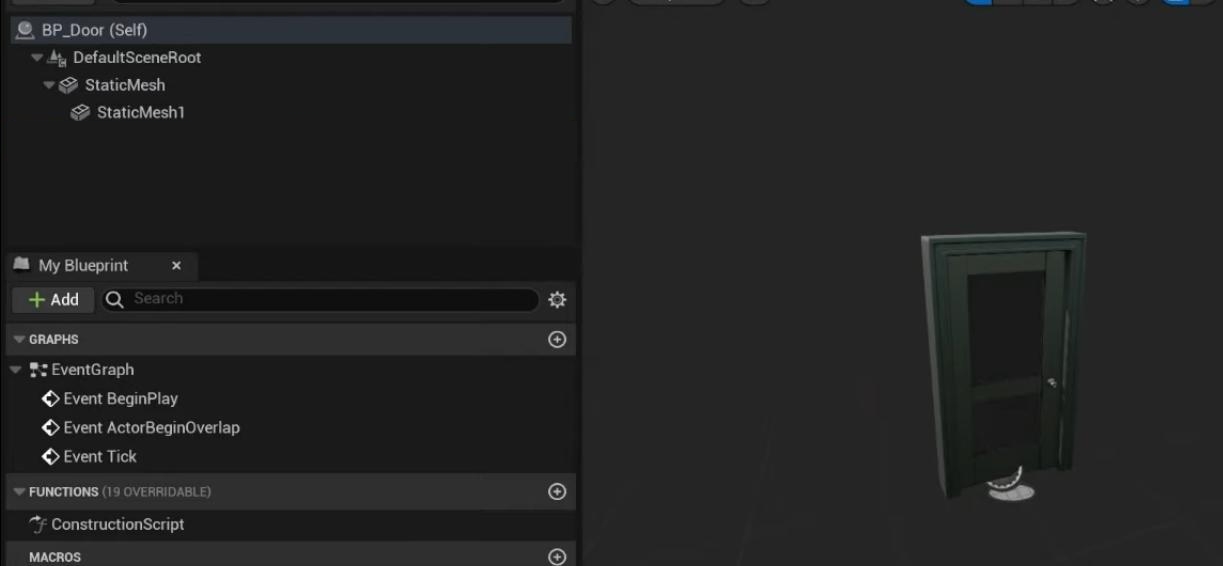 BP_Door (Self)
DefaultSceneRoot
StaticMesh
StaticMesh1
My Blueprint
Add
Search
GRAPHS
EventGraph
Event BeginPlay
Event ActorBeginOverlap
Event Tick
FUNCTIONS (19 OVERRIDABLE)
ConstructionScript
MACROS